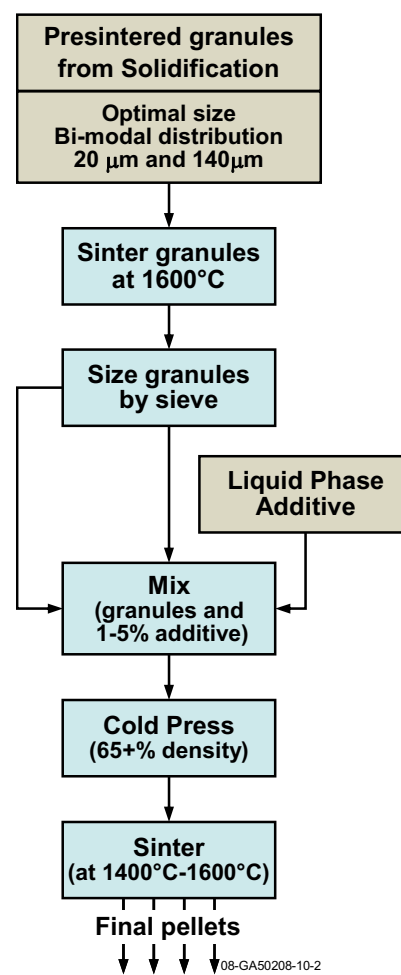 Presintered granules
from Solidification
Optimal size
Bi-modal distribution
20 μm and 140μm
Sinter granules
at 1600°C
Size granules
by sieve
Liquid Phase
Additive
Mix
(granules and
1-5% additive)
Cold Press
(65+% density)
Sinter
(at 1400°C-1600°C)
Final pellets
08-GA50208-10-2